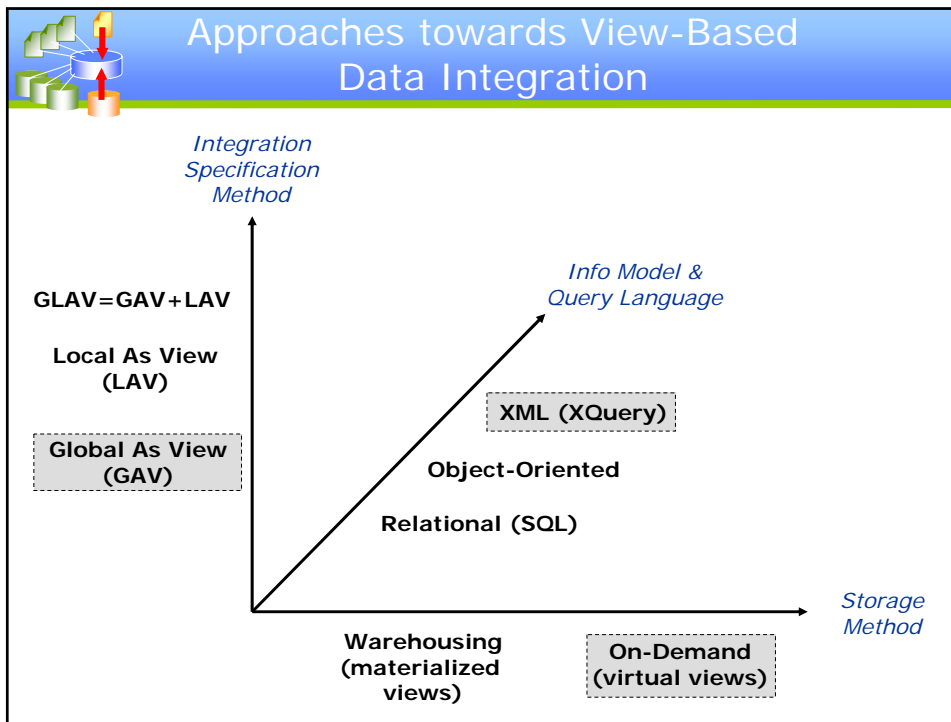 Approaches towards View-Based
Data Integration
Integration
Specification
Method
Info Model &
Query Language
GLAV=GAV+LAV
Local As View
(LAV)
XML (XQuery)
Global As View
(GAV)
Object-Oriented
Relational (SQL)
Storage
Method
Warehousing
(materialized
views)
On-Demand
(virtual views)